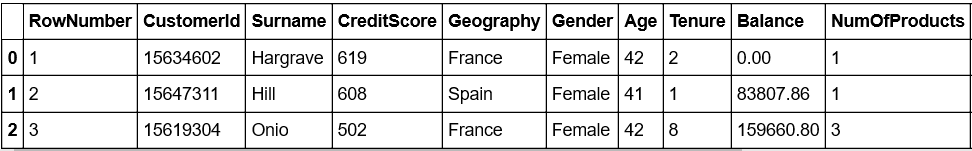 RowNumber CustomerId Surname CreditScore Geography Gender Age Tenure Balance NumOfProducts
0 1 15634602 Hargrave 619 France Female 42 2 0.00 1
1 2 15647311 Hill 608 Spain Female 41 1 83807.86 1
2 3 15619304 Onio 502 France Female 42 8 159660.80 3